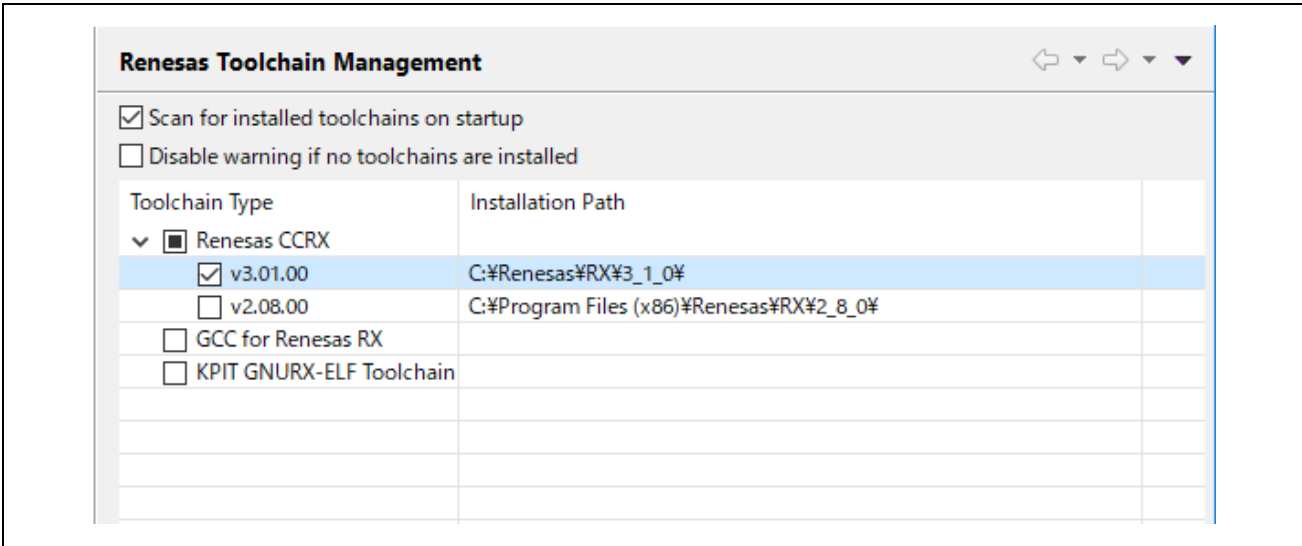 Renesas Toolchain Management
Scan for installed toolchains on startup
Disable warning if no toolchains are installed
Toolchain Type Installation Path
Renesas CCRX
v3.01.00 C:¥Renesas¥RX¥3_1_0¥
v2.08.00 C:¥Program Files (x86)¥Renesas¥RX¥2_8_0¥
GCC for Renesas RX
KPIT GNURX-ELF Toolchain